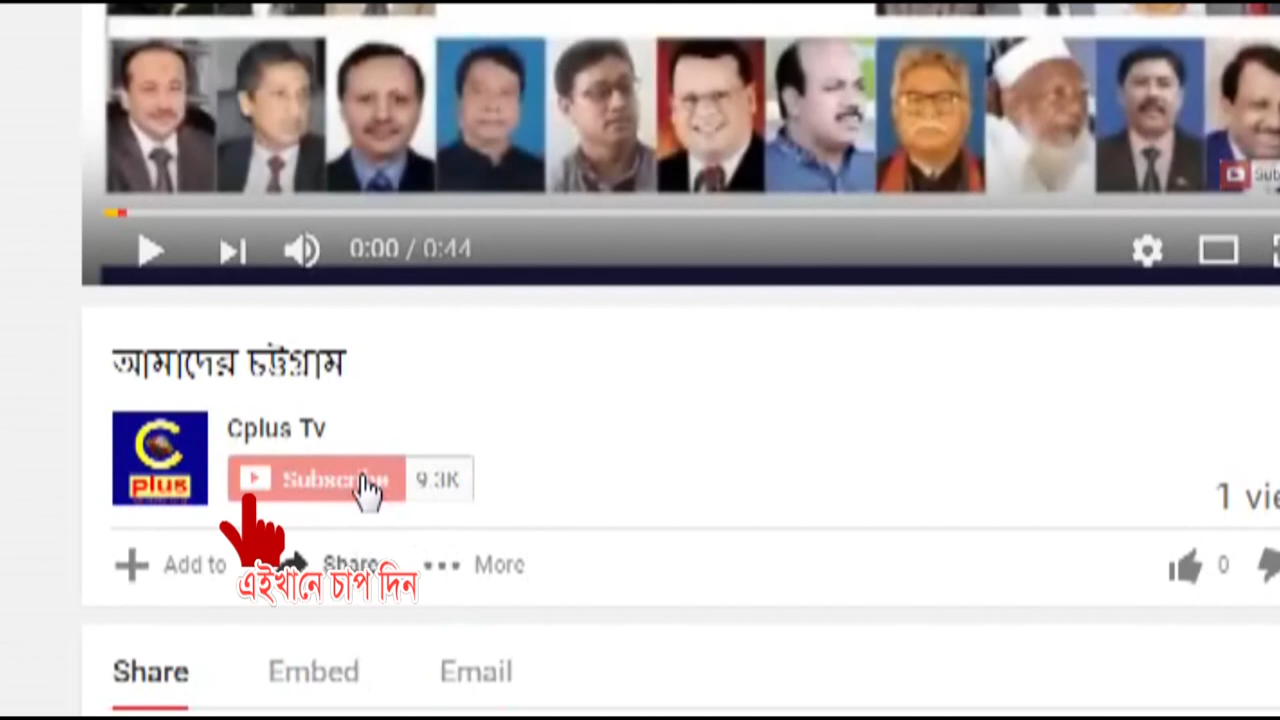 Sub
0:00 / 0:44
আমাদের চট্টগ্রাম
C
plus
Cplus Tv
Subscribe 9.3K
1 vie
Add to Share More 0
এইখানে চাপ দিন
Share Embed Email